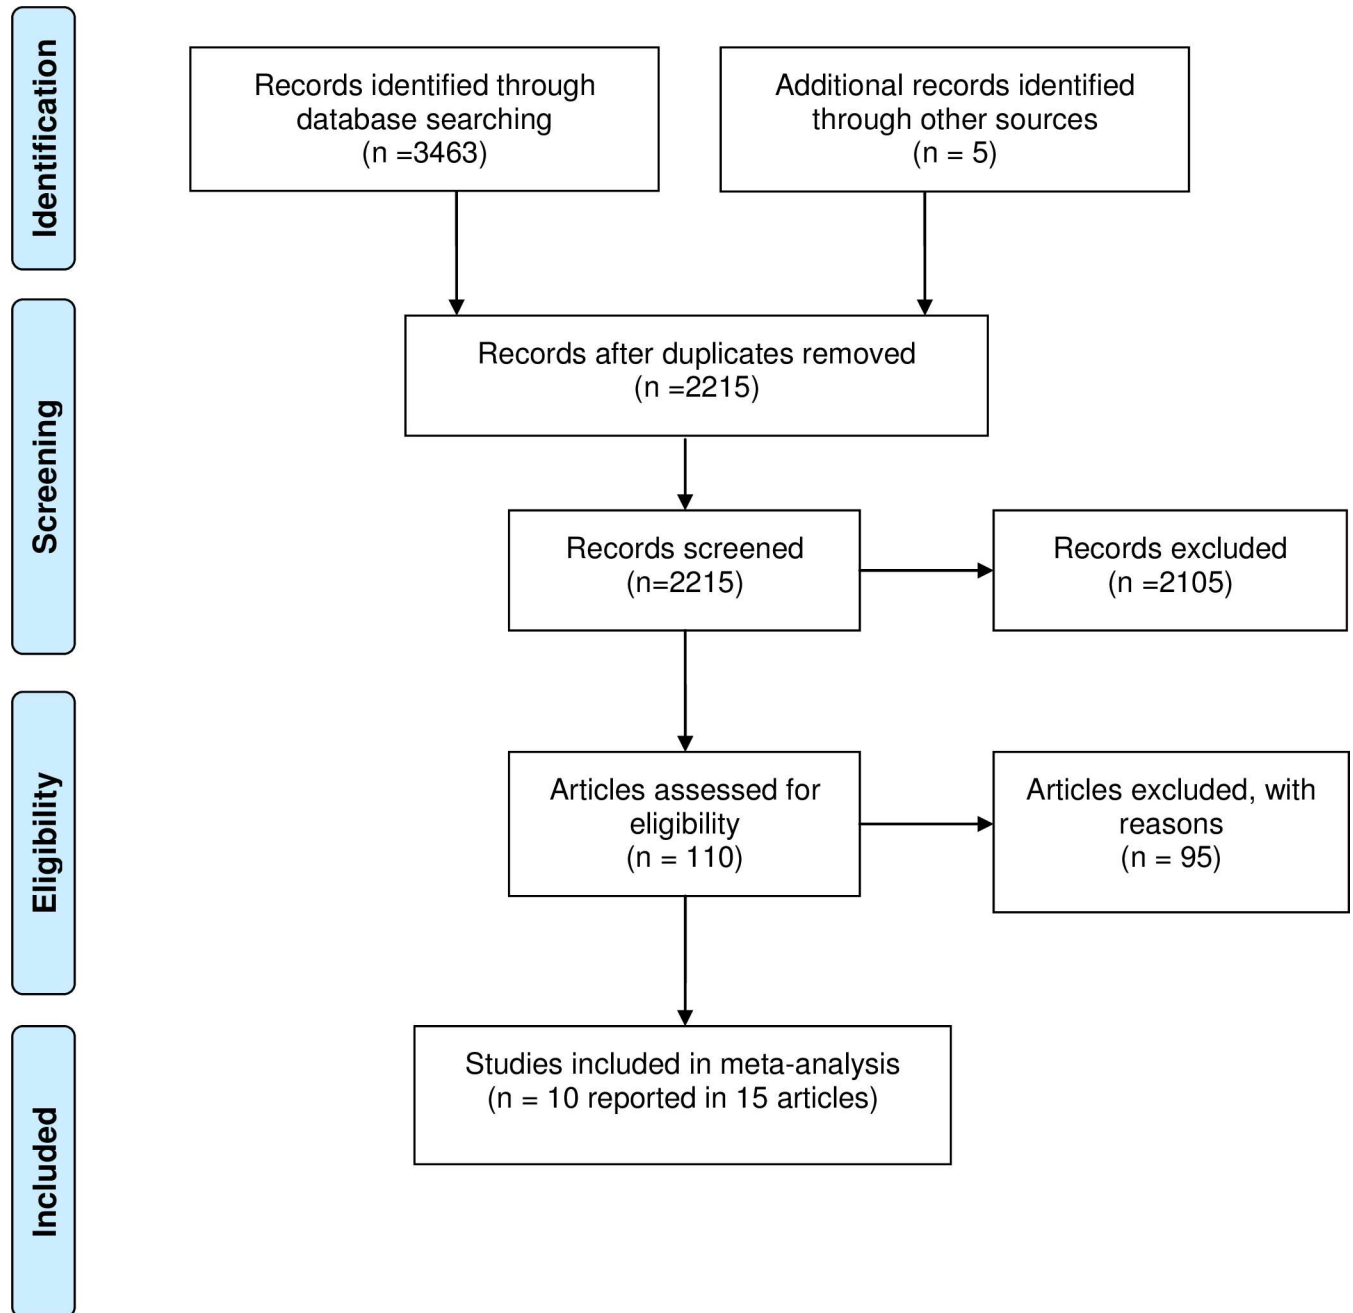 Identification
Records identified through
database searching
(n =3463)
Additional records identified
through other sources
(n = 5)
Screening
Records after duplicates removed
(n =2215)
Records screened
(n=2215)
Records excluded
(n =2105)
Eligibility
Articles assessed for
eligibility
(n = 110)
Articles excluded, with
reasons
(n = 95)
Included
Studies included in meta-analysis
(n = 10 reported in 15 articles)